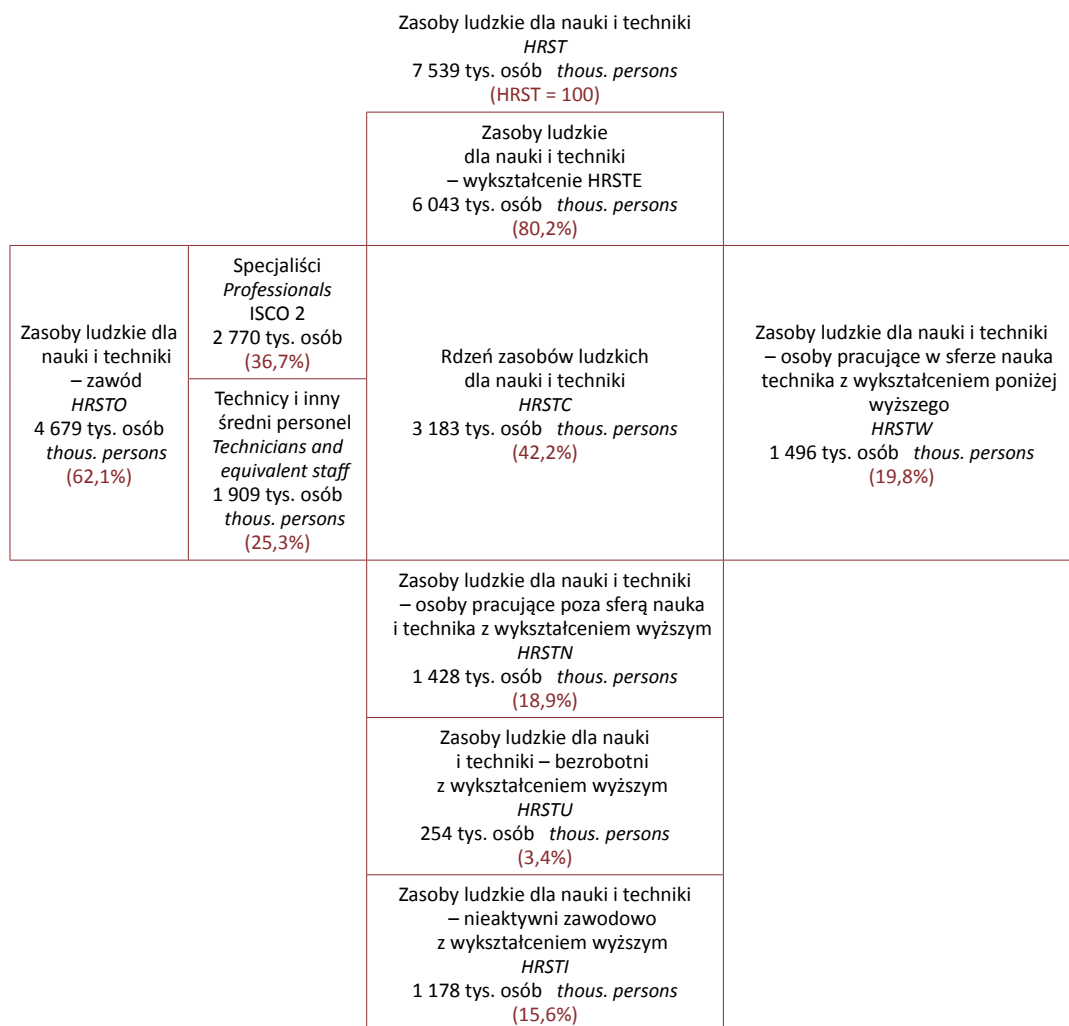 Zasoby ludzkie dla nauki i techniki
HRST
7 539 tys. osób thous. persons
(HRST = 100)
Zasoby ludzkie
dla nauki i techniki
– wykształcenie HRSTE
6 043 tys. osób thous. persons
(80,2%)
Zasoby ludzkie dla
nauki i techniki
– zawód
HRSTO
4 679 tys. osób
thous. persons
(62,1%)
Specjaliści
Professionals
ISCO 2
2 770 tys. osób
(36,7%)
Technicy i inny
średni personel
Technicians and
equivalent staff
1 909 tys. osób
thous. persons
(25,3%)
Rdzeń zasobów ludzkich
dla nauki i techniki
HRSTC
3 183 tys. osób thous. persons
(42,2%)
Zasoby ludzkie dla nauki i techniki
– osoby pracujące w sferze nauka
technika z wykształceniem poniżej
wyższego
HRSTW
1 496 tys. osób thous. persons
(19,8%)
Zasoby ludzkie dla nauki i techniki
– osoby pracujące poza sferą nauka
i technika z wykształceniem wyższym
HRSTN
1 428 tys. osób thous. persons
(18,9%)
Zasoby ludzkie dla nauki
i techniki – bezrobotni
z wykształceniem wyższym
HRSTU
254 tys. osób thous. persons
(3,4%)
Zasoby ludzkie dla nauki i techniki
– nieaktywni zawodowo
z wykształceniem wyższym
HRSTI
1 178 tys. osób thous. persons
(15,6%)